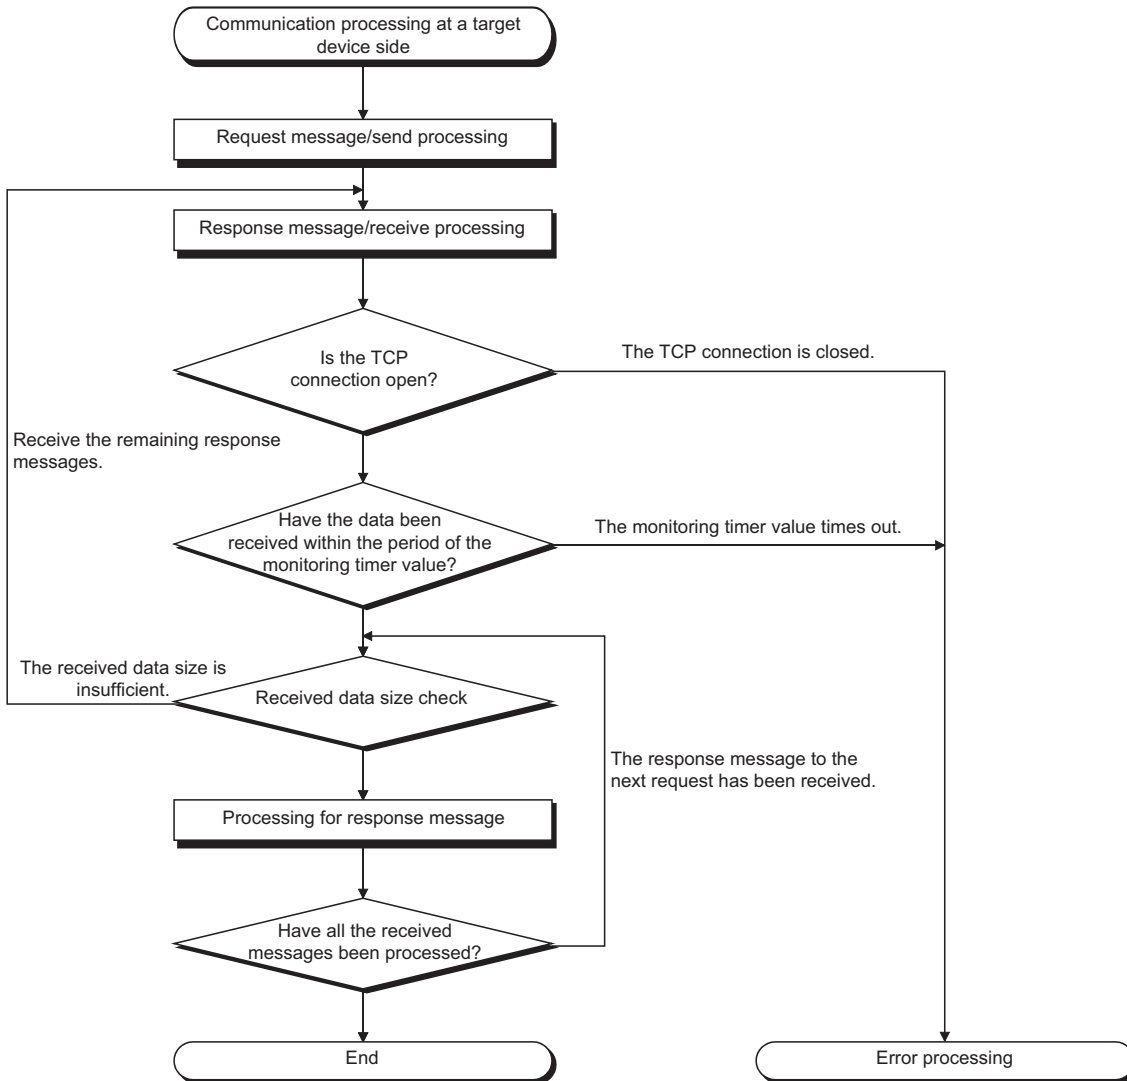 Communication processing at a target
device side
Request message/send processing
Response message/receive processing
Is the TCP
connection open?
The TCP connection is closed.
Receive the remaining response
messages.
Have the data been
received within the period of the
monitoring timer value?
The monitoring timer value times out.
The received data size is
insufficient.
Received data size check
The response message to the
next request has been received.
Processing for response message
Have all the received
messages been processed?
End
Error processing